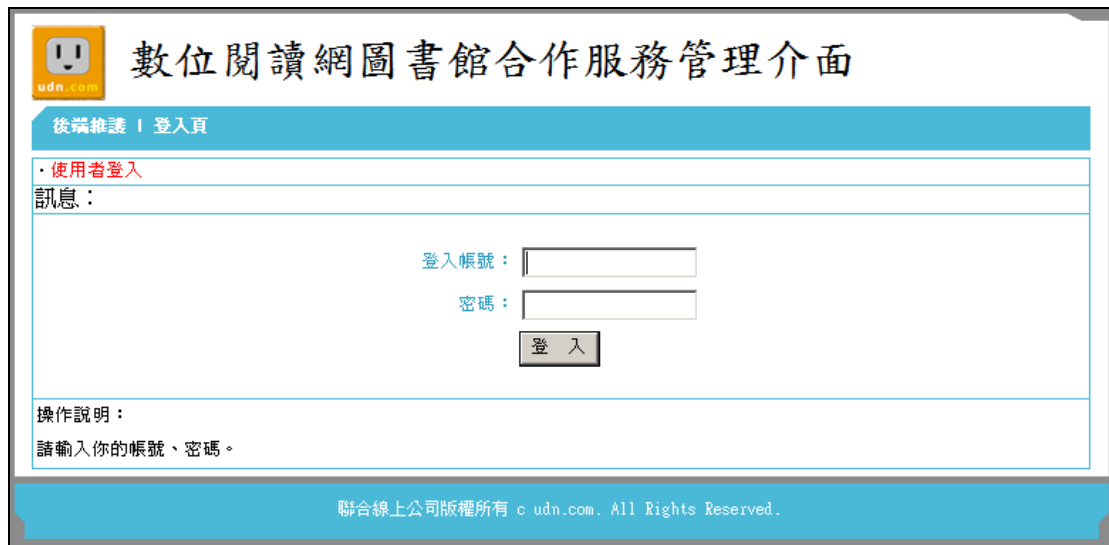 udn.com
數位閱讀網圖書館合作服務管理介面
後端維護 | 登入頁
·使用者登入
訊息：
登入帳號：
密碼：
登 入
操作說明：
請輸入你的帳號、密碼。
聯合線上公司版權所有 c udn.com. All Rights Reserved.